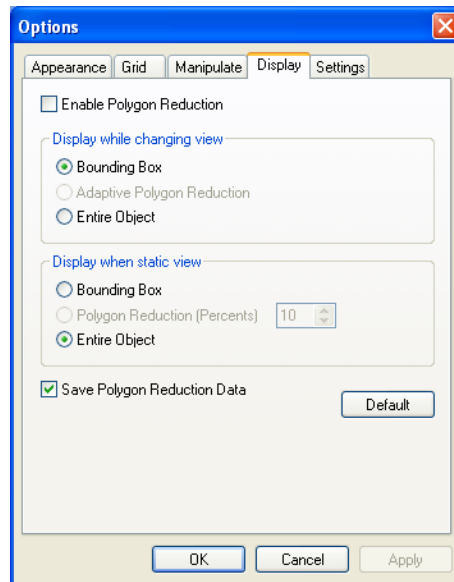 Options
Appearance Grid Manipulate Display Settings
Enable Polygon Reduction
Display while changing view
Bounding Box
Adaptive Polygon Reduction
Entire Object
Display when static view
Bounding Box
Polygon Reduction (Percents) 10
Entire Object
Save Polygon Reduction Data
Default
OK Cancel Apply